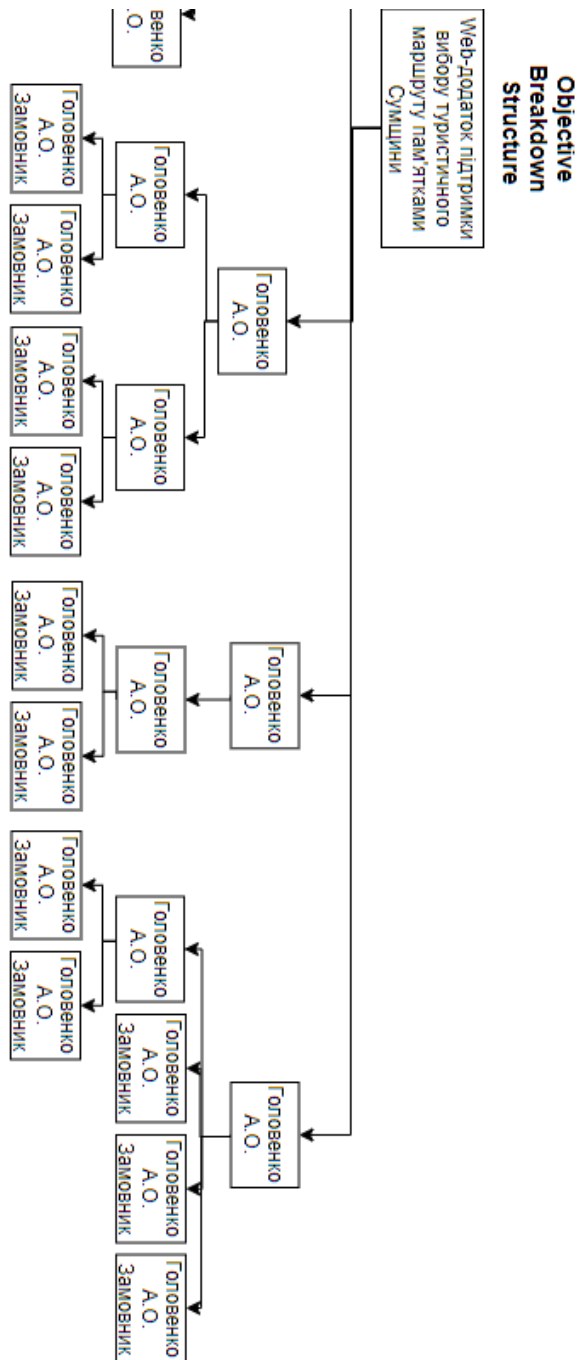 Objective
Breakdown
Structure
Web-додаток підтримки
вибору туристичного
маршруту пам'ятками
Сумщини
Головенко
А.О.
Головенко
А.О.
Головенко
А.О.
венко
.О.
Головенко
А.О.
Головенко
А.О.
Головенко
А.О.
Головенко
А.О.
Головенко
А.О.
Замовник
Головенко
А.О.
Замовник
Головенко
А.О.
Замовник
Головенко
А.О.
Замовник
Головенко
А.О.
Замовник
Головенко
А.О.
Замовник
Головенко
А.О.
Замовник
Головенко
А.О.
Замовник
Головенко
А.О.
Замовник
Головенко
А.О.
Замовник
Головенко
А.О.
Замовник